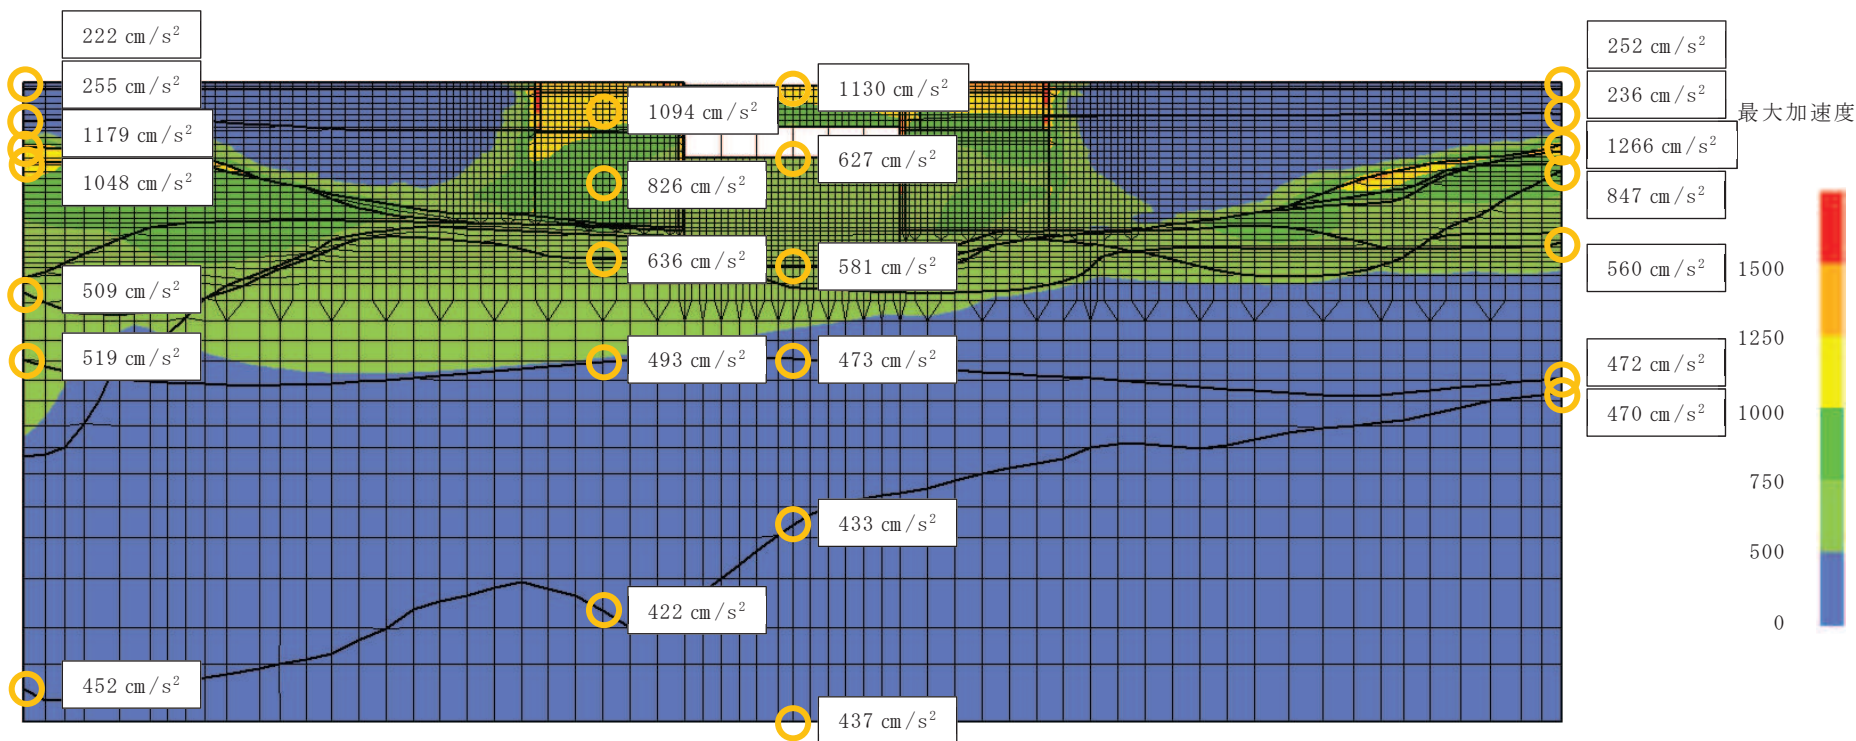 222 cm/s²
255 cm/s²
1179 cm/s²
1048 cm/s²
509 cm/s²
519 cm/s²
452 cm/s²
1094 cm/s²
826 cm/s²
636 cm/s²
493 cm/s²
422 cm/s²
1130 cm/s²
627 cm/s²
581 cm/s²
473 cm/s²
433 cm/s²
437 cm/s²
252 cm/s²
236 cm/s²
1266 cm/s²
847 cm/s²
560 cm/s²
472 cm/s²
470 cm/s²
最大加速度
1500
1250
1000
750
500
0